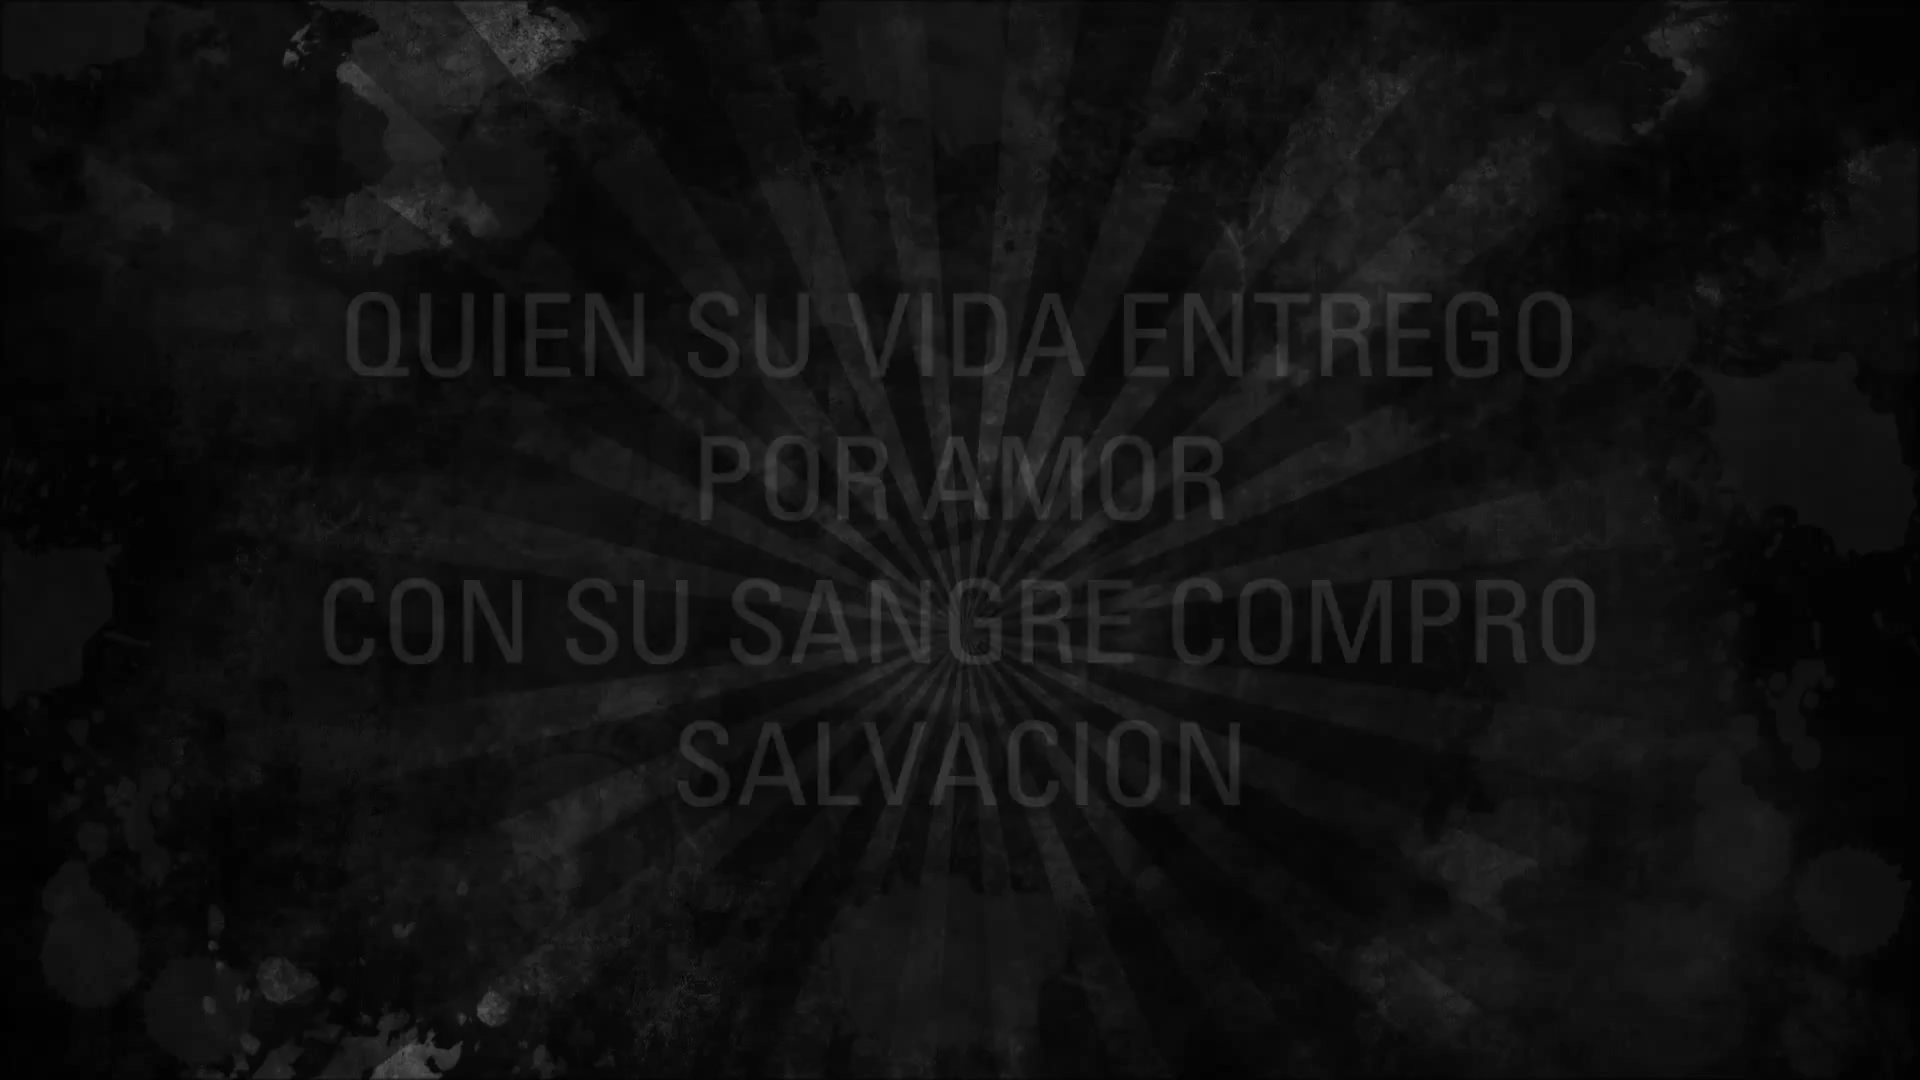 QUIEN SU VIDA ENTREGO
POR AMOR
CON SU SANGRE COMPRO
SALVACION